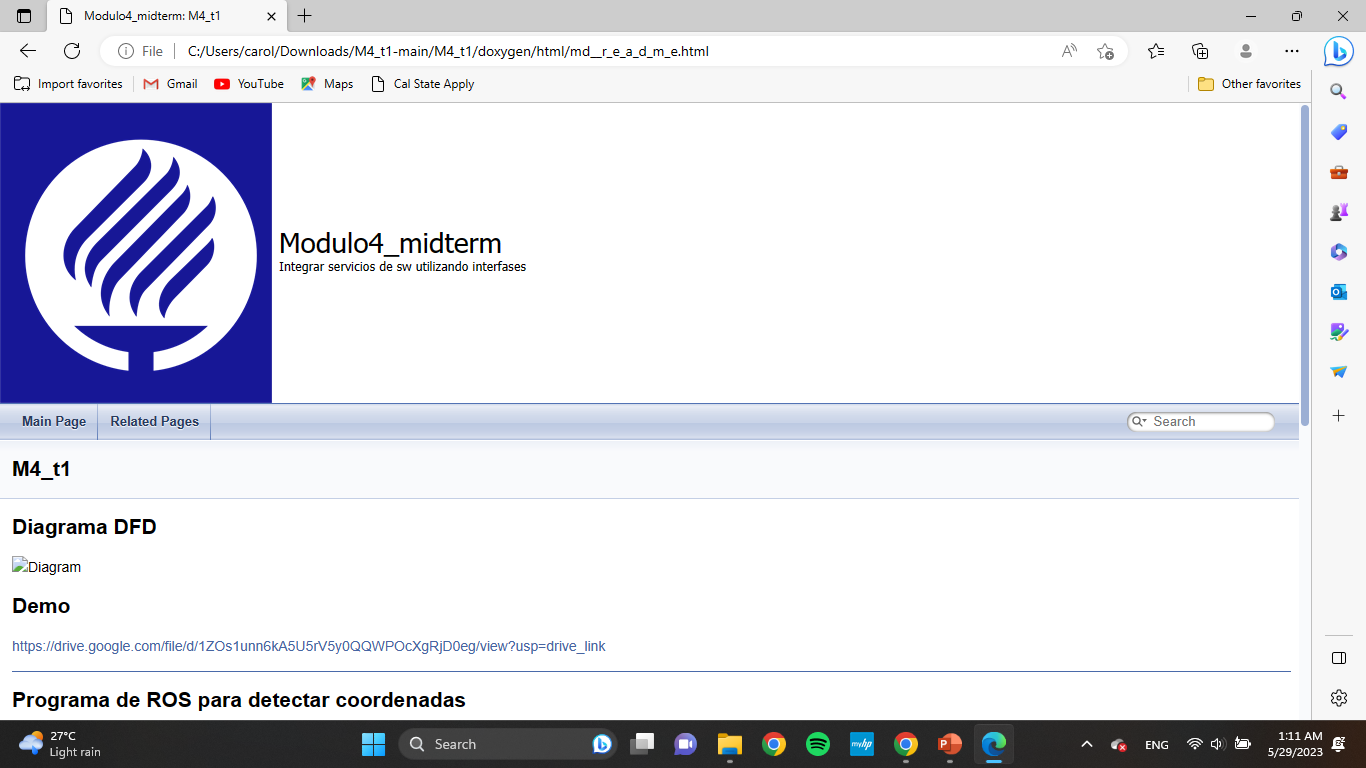 Modulo4_midterm: M4_t1
File
C:/Users/carol/Downloads/M4_t1-main/M4_t1/doxygen/html/md__r_e_a_d_m_e.html
Import favorites
Gmail
YouTube
Maps
Cal State Apply
Other favorites
Modulo4_midterm
Integrar servicios de sw utilizando interfases
Main Page
Related Pages
Search
M4_t1
Diagrama DFD
Diagram
Demo
https://drive.google.com/file/d/1ZOs1unn6kA5U5rV5y0QQWPOcXgRjD0eg/view?usp=drive_link
Programa de ROS para detectar coordenadas
27°C
Light rain
Search
myhp
ENG
1:11 AM
5/29/2023